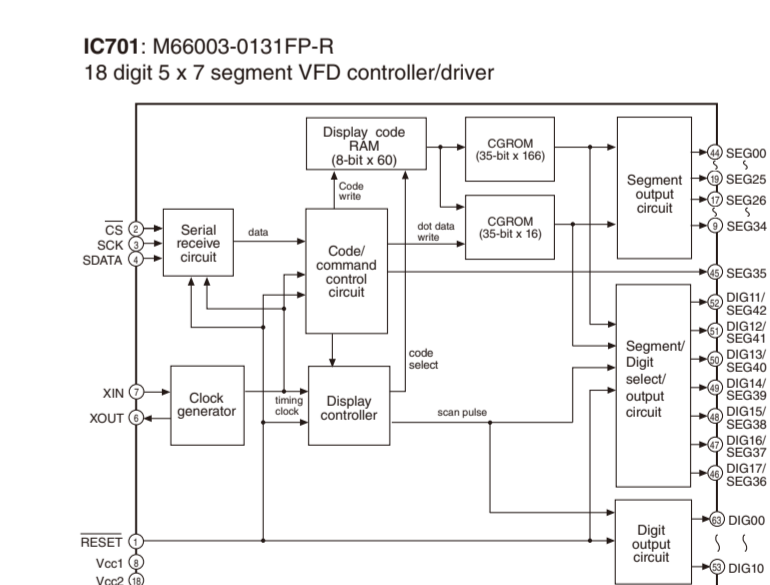 IC701: M66003-0131FP-R
18 digit 5 x 7 segment VFD controller/driver
Display code
RAM
(8-bit x 60)
CGROM
(35-bit x 166)
Segment
output
circuit
44 SEG00
19 SEG25
17 SEG26
9 SEG34
Code
write
CS 2
SCK 3
SDATA 4
Serial
receive
circuit
data
Code/
command
control
circuit
dot data
write
CGROM
(35-bit x 16)
45 SEG35
52 DIG11/
SEG42
51 DIG12/
SEG41
50 DIG13/
SEG40
49 DIG14/
SEG39
48 DIG15/
SEG38
47 DIG16/
SEG37
46 DIG17/
SEG36
Segment/
Digit
select/
output
circuit
code
select
XIN 7
XOUT 6
Clock
generator
timing
clock
Display
controller
scan pulse
RESET 1
Vcc1 8
Vcc2 18
Digit
output
circuit
63 DIG00
53 DIG10